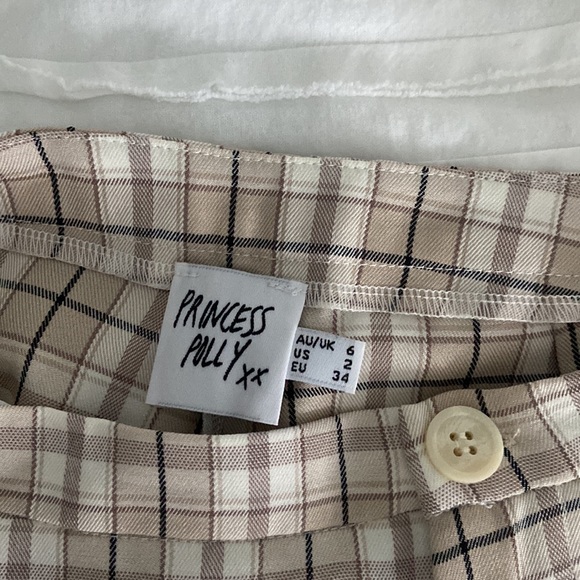 PRINCESS
POLLY xx
AU/UK 6
US 2
EU 34